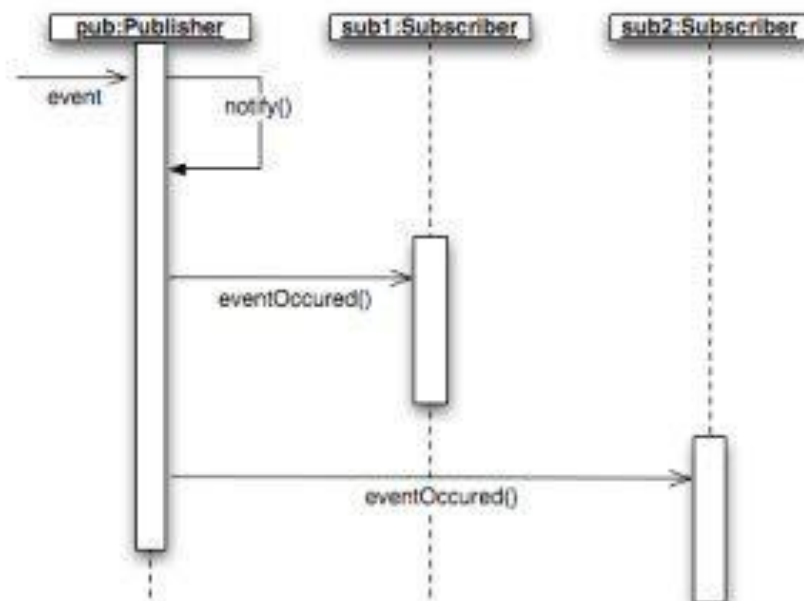 pub:Publisher
sub1:Subscriber
sub2:Subscriber
event
notify()
eventOccured()
eventOccured()